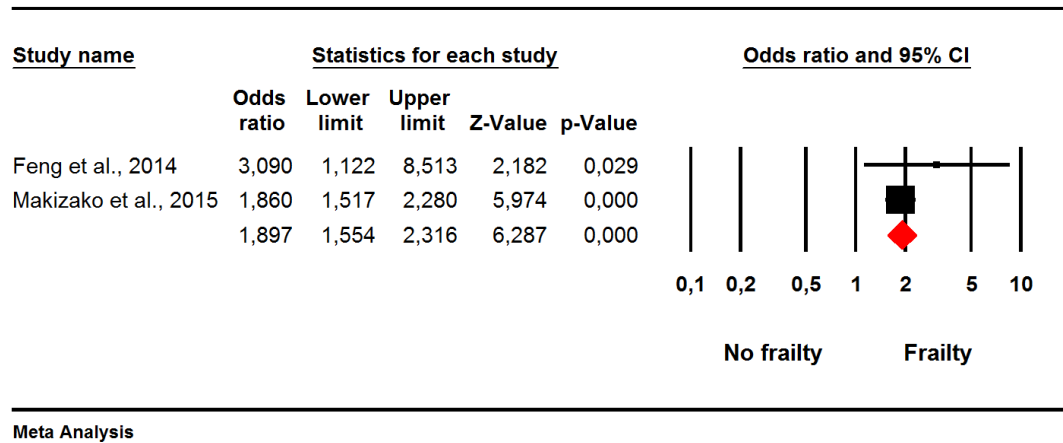 Study name Statistics for each study Odds ratio and 95% CI
Odds Lower Upper
ratio limit limit Z-Value p-Value
Feng et al., 2014 3,090 1,122 8,513 2,182 0,029
Makizako et al., 2015 1,860 1,517 2,280 5,974 0,000
1,897 1,554 2,316 6,287 0,000
0,1 0,2 0,5 1 2 5 10
No frailty Frailty
Meta Analysis